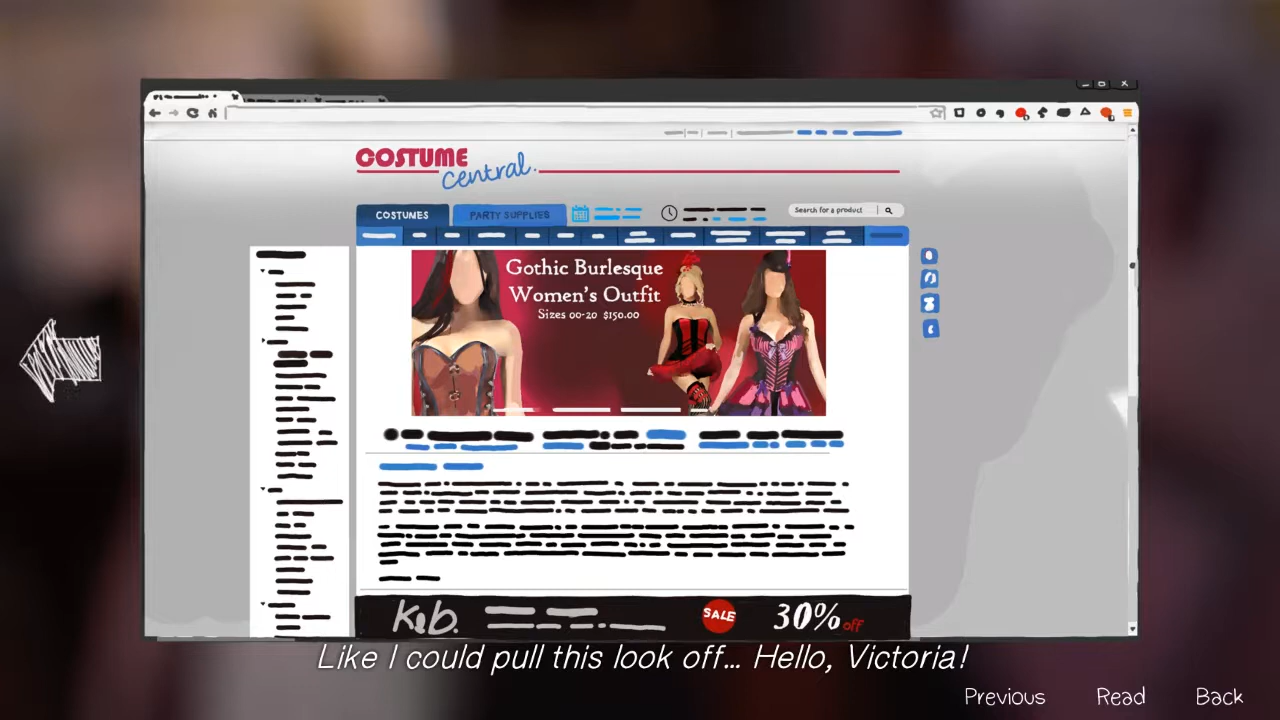 COSTUME
central.
COSTUNES
PARTY SUPPLIES
Search for a product
Gothic Burlesque
Women's Outfit
Sizes 00-20 $150.00
K&b.
SALE
30% off
Like I could pull this look off... Hello, Victoria!
Previous
Read
Back